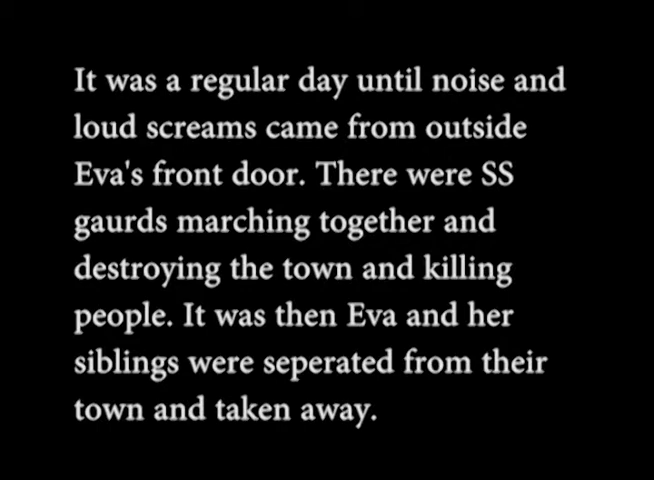 It was a regular day until noise and
loud screams came from outside
Eva's front door. There were SS
gaurds marching together and
destroying the town and killing
people. It was then Eva and her
siblings were seperated from their
town and taken away.